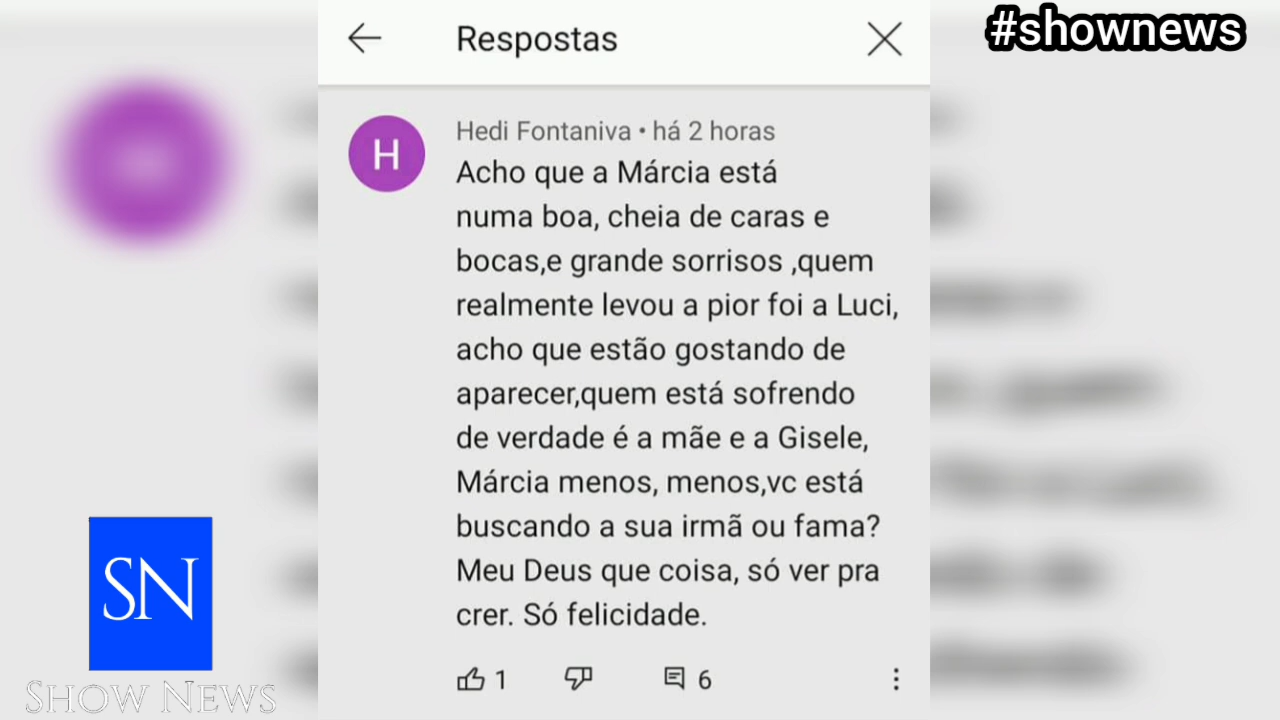 #shownews
Respostas
H
Hedi Fontaniva • há 2 horas
Acho que a Márcia está
numa boa, cheia de caras e
bocas,e grande sorrisos ,quem
realmente levou a pior foi a Luci,
acho que estão gostando de
aparecer,quem está sofrendo
de verdade é a mãe e a Gisele,
Márcia menos, menos,vc está
buscando a sua irmã ou fama?
Meu Deus que coisa, só ver pra
crer. Só felicidade.
1
6
SN
SHOW NEWS